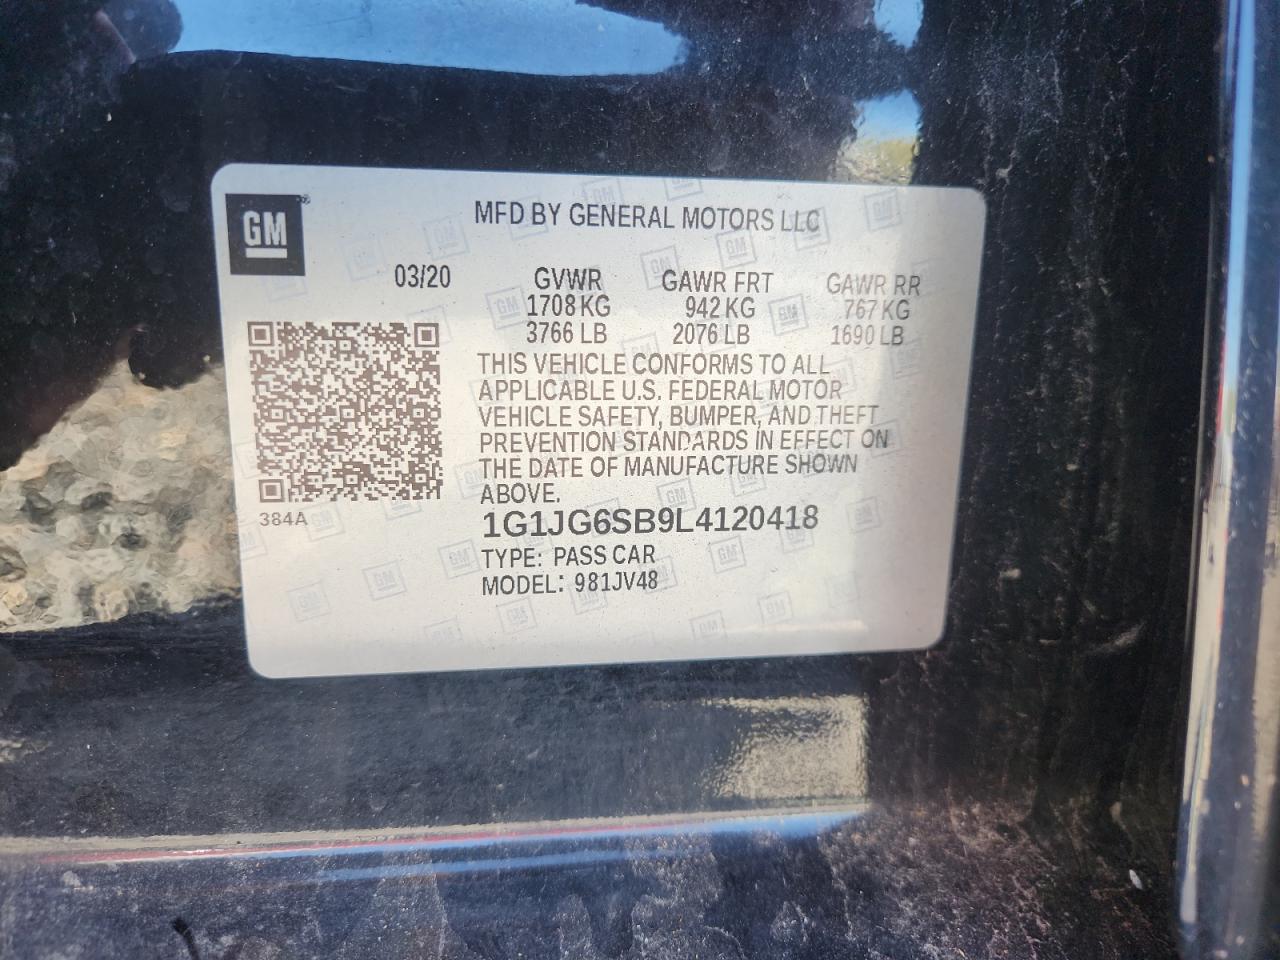 GM
MFD BY GENERAL MOTORS LLC
03/20 GVWR GAWR FRT GAWR RR
1708 KG 942 KG 767 KG
3766 LB 2076 LB 1690 LB
THIS VEHICLE CONFORMS TO ALL
APPLICABLE U.S. FEDERAL MOTOR
VEHICLE SAFETY, BUMPER, AND THEFT
PREVENTION STANDARDS IN EFFECT ON
THE DATE OF MANUFACTURE SHOWN
ABOVE.
384A
1G1JG6SB9L4120418
TYPE: PASS CAR
MODEL: 981JV48